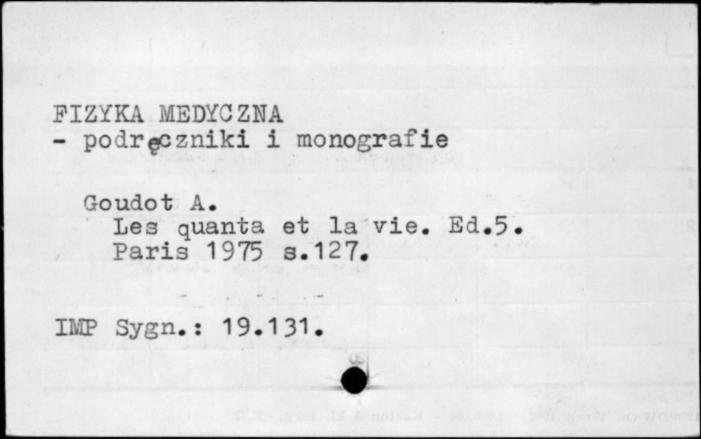 FIZYKA MEDYCZNA
- podręczniki i monografie
Goudot A.
Les quanta et la vie. Ed.5.
Paris 1975 s.127.
IMP Sygn.: 19.131.